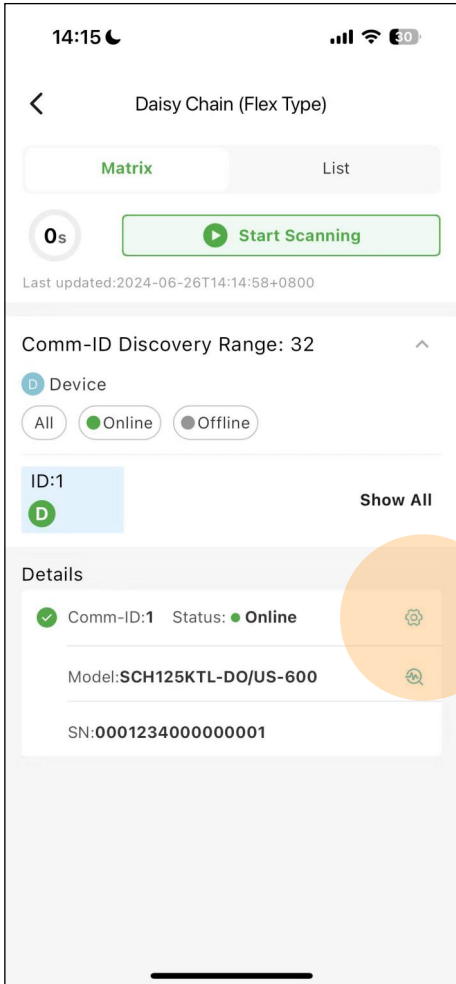 14:15
30
Daisy Chain (Flex Type)
Matrix
List
0s
Start Scanning
Last updated:2024-06-26T14:14:58+0800
Comm-ID Discovery Range: 32
D Device
All
Online
Offline
ID:1
D
Show All
Details
Comm-ID:1 Status: Online
Model:SCH125KTL-DO/US-600
SN:0001234000000001